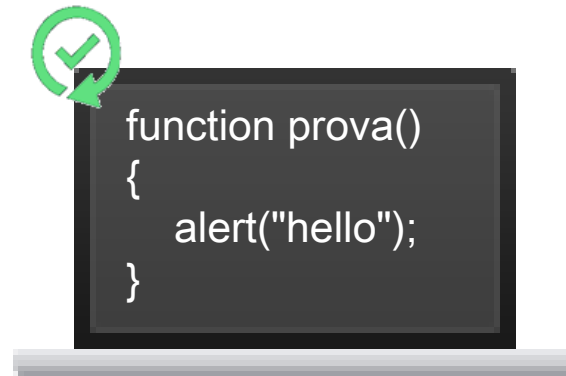 function prova()
{
alert("hello");
}